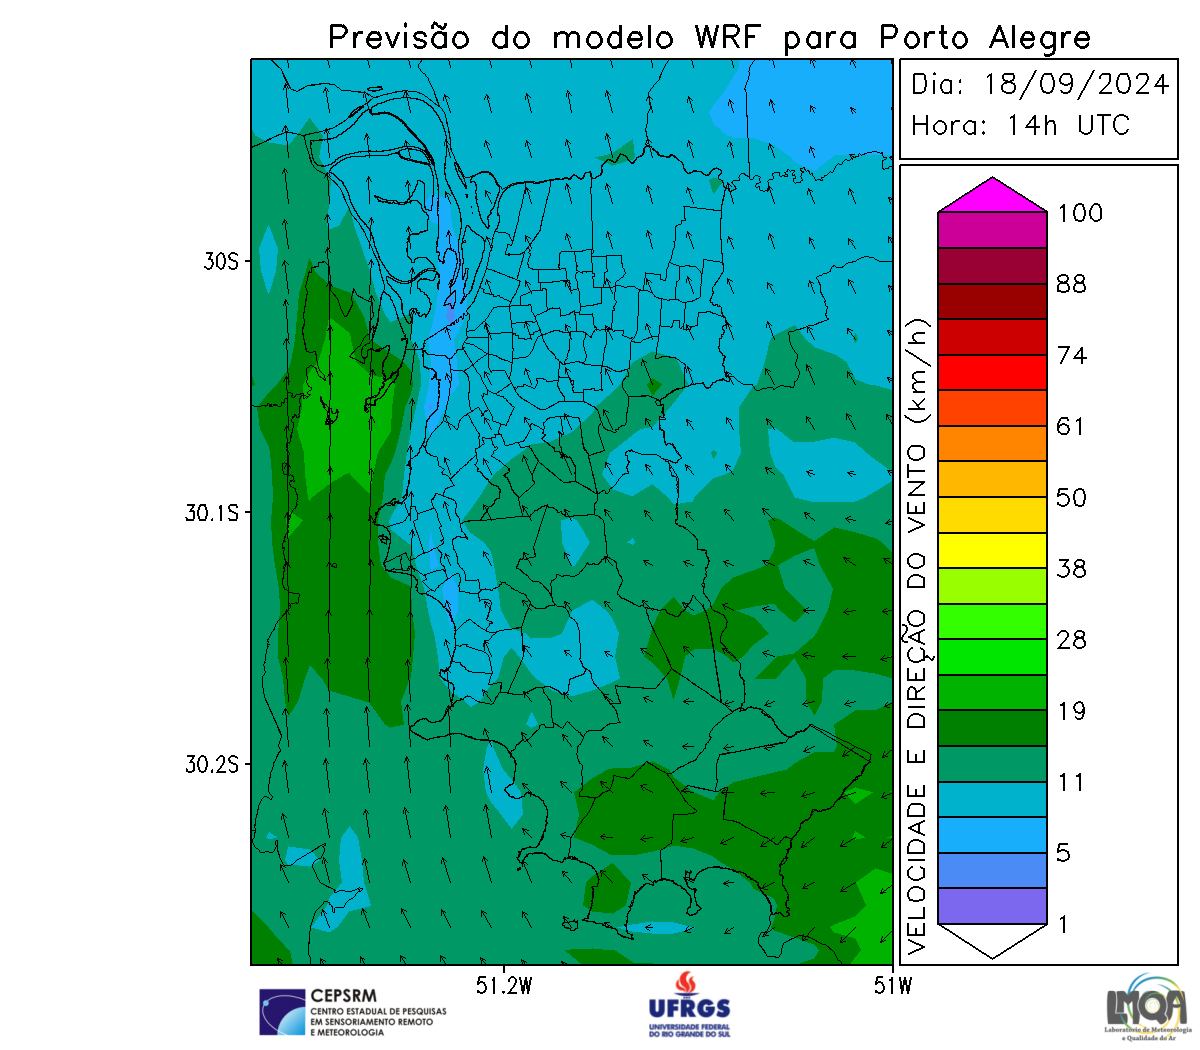 Previsão do modelo WRF para Porto Alegre
Dia: 18/09/2024
Hora: 14h UTC
30S
30.1S
30.2S
51.2W
51W
VELOCIDADE E DIREÇÃO DO VENTO (km/h)
100
88
74
61
50
38
28
19
11
5
1
CEPSRM
CENTRO ESTADUAL DE PESQUISAS
EM SENSORIAMENTO REMOTO
E METEOROLOGIA
UFRGS
UNIVERSIDADE FEDERAL
DO RIO GRANDE DO SUL
LMQA
Laboratório de Meteorologia
e Qualidade do Ar